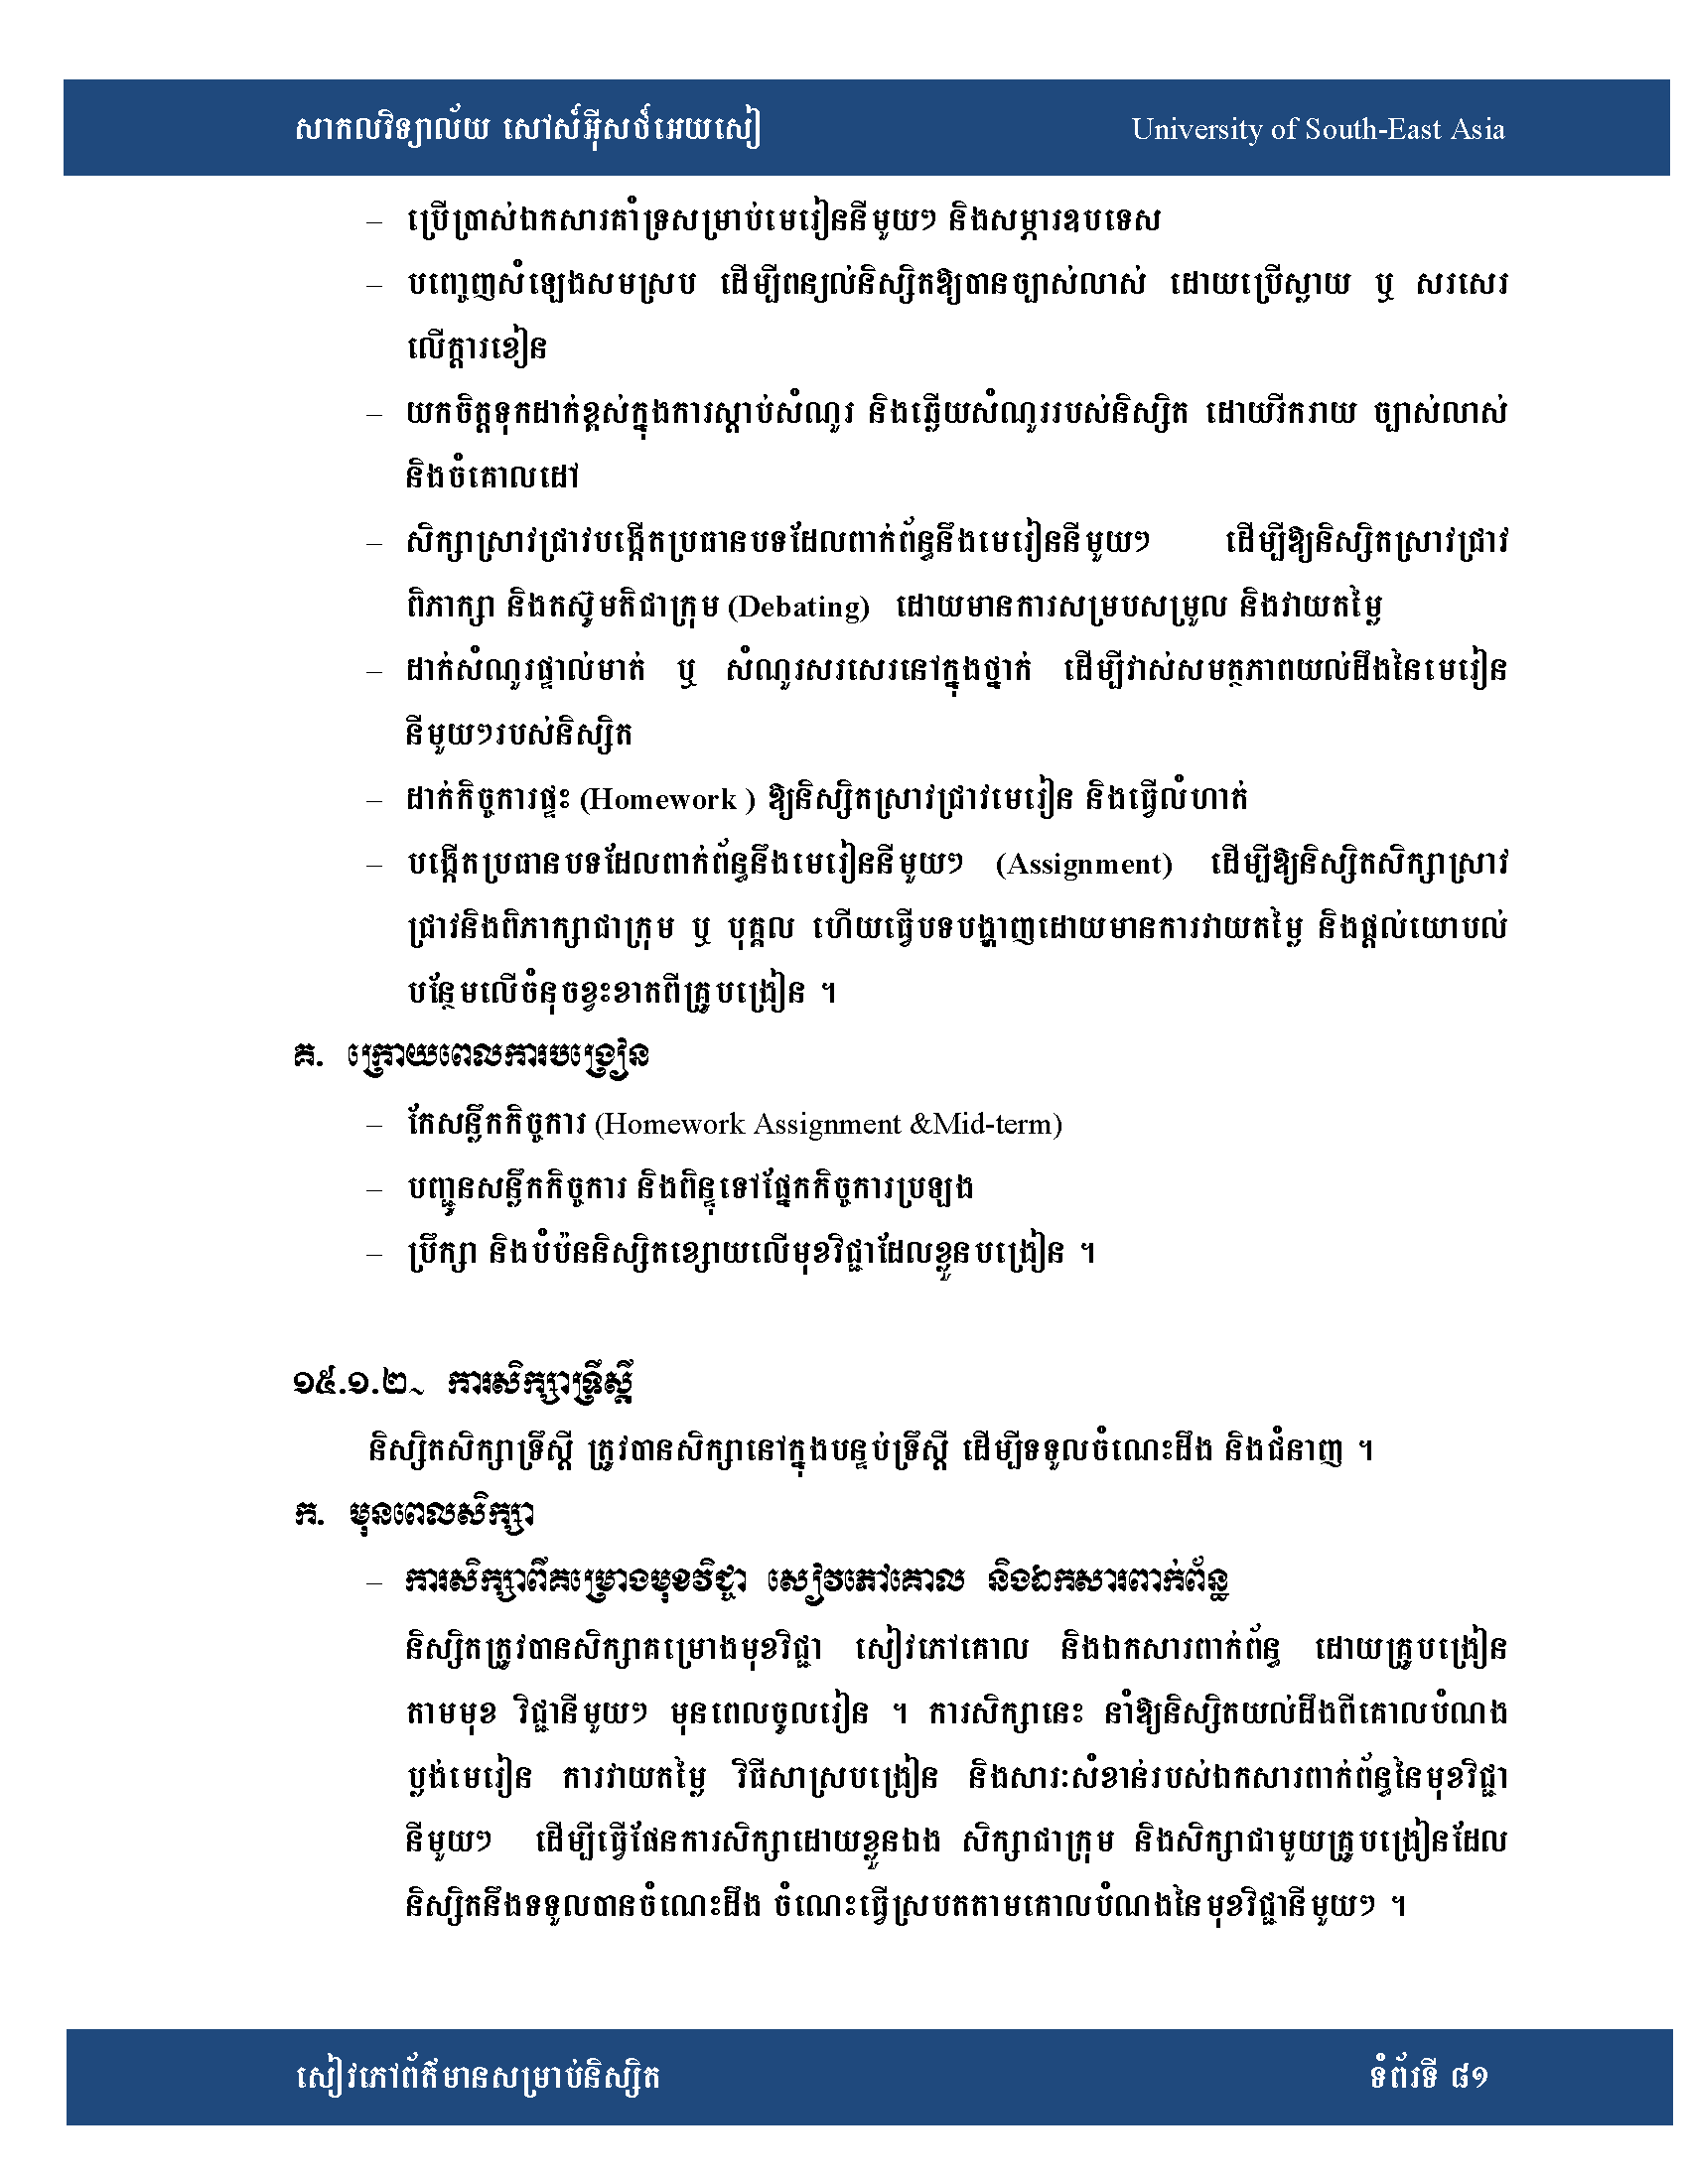 សាកលវិទ្យាល័យ សៅស៍អ៊ីសថ៍អេយសៀ University of South-East Asia
– ប្រើប្រាស់ឯកសារគាំទ្រសម្រាប់មេរៀននីមួយៗ និងសម្ភារឧបទេស
– បញ្ចេញសំឡេងសមស្រប ដើម្បីពន្យល់និស្សិតឱ្យបានច្បាស់លាស់ ដោយប្រើស្លាយ ឬ សរសេរ
លើក្តារខៀន
– យកចិត្តទុកដាក់ខ្ពស់ក្នុងការស្តាប់សំណួរ និងឆ្លើយសំណួររបស់និស្សិត ដោយរីករាយ ច្បាស់លាស់
និងចំគោលដៅ
– សិក្សាស្រាវជ្រាវបង្កើតប្រធានបទដែលពាក់ព័ន្ធនឹងមេរៀននីមួយៗ ដើម្បីឱ្យនិស្សិតស្រាវជ្រាវ
ពិភាក្សា និងតស៊ូមតិជាក្រុម (Debating) ដោយមានការសម្របសម្រួល និងវាយតម្លៃ
– ដាក់សំណួរផ្ទាល់មាត់ ឬ សំណួរសរសេរនៅក្នុងថ្នាក់ ដើម្បីវាស់សមត្ថភាពយល់ដឹងនៃមេរៀន
នីមួយៗរបស់និស្សិត
– ដាក់កិច្ចការផ្ទះ (Homework ) ឱ្យនិស្សិតស្រាវជ្រាវមេរៀន និងធ្វើលំហាត់
– បង្កើតប្រធានបទដែលពាក់ព័ន្ធនឹងមេរៀននីមួយៗ (Assignment) ដើម្បីឱ្យនិស្សិតសិក្សាស្រាវ
ជ្រាវនិងពិភាក្សាជាក្រុម ឬ បុគ្គល ហើយធ្វើបទបង្ហាញដោយមានការវាយតម្លៃ និងផ្តល់យោបល់
បន្ថែមលើចំនុចខ្វះខាតពីគ្រូបង្រៀន ។
គ. ក្រោយពេលការបង្រៀន
– កែសន្លឹកកិច្ចការ (Homework Assignment &Mid-term)
– បញ្ជូនសន្លឹកកិច្ចការ និងពិន្ទុទៅផ្នែកកិច្ចការប្រឡង
– ប្រឹក្សា និងបំប៉ននិស្សិតខ្សោយលើមុខវិជ្ជាដែលខ្លួនបង្រៀន ។
១៥.១.២~ ការសិក្សាទ្រឹស្តី
និស្សិតសិក្សាទ្រឹស្តី ត្រូវបានសិក្សានៅក្នុងបន្ទប់ទ្រឹស្តី ដើម្បីទទួលចំណេះដឹង និងជំនាញ ។
ក. មុនពេលសិក្សា
– ការសិក្សាពីគម្រោងមុខវិជ្ជា សៀវភៅគោល និងឯកសារពាក់ព័ន្ធ
និស្សិតត្រូវបានសិក្សាគម្រោងមុខវិជ្ជា សៀវភៅគោល និងឯកសារពាក់ព័ន្ធ ដោយគ្រូបង្រៀន
តាមមុខ វិជ្ជានីមួយៗ មុនពេលចូលរៀន ។ ការសិក្សានេះ នាំឱ្យនិស្សិតយល់ដឹងពីគោលបំណង
ប្លង់មេរៀន ការវាយតម្លៃ វិធីសាស្របង្រៀន និងសារៈសំខាន់របស់ឯកសារពាក់ព័ន្ធនៃមុខវិជ្ជា
នីមួយៗ ដើម្បីធ្វើផែនការសិក្សាដោយខ្លួនឯង សិក្សាជាក្រុម និងសិក្សាជាមួយគ្រូបង្រៀនដែល
និស្សិតនឹងទទួលបានចំណេះដឹង ចំណេះធ្វើស្របតតាមគោលបំណងនៃមុខវិជ្ជានីមួយៗ ។
សៀវភៅព័ត៌មានសម្រាប់និស្សិត ទំព័រទី ៨១